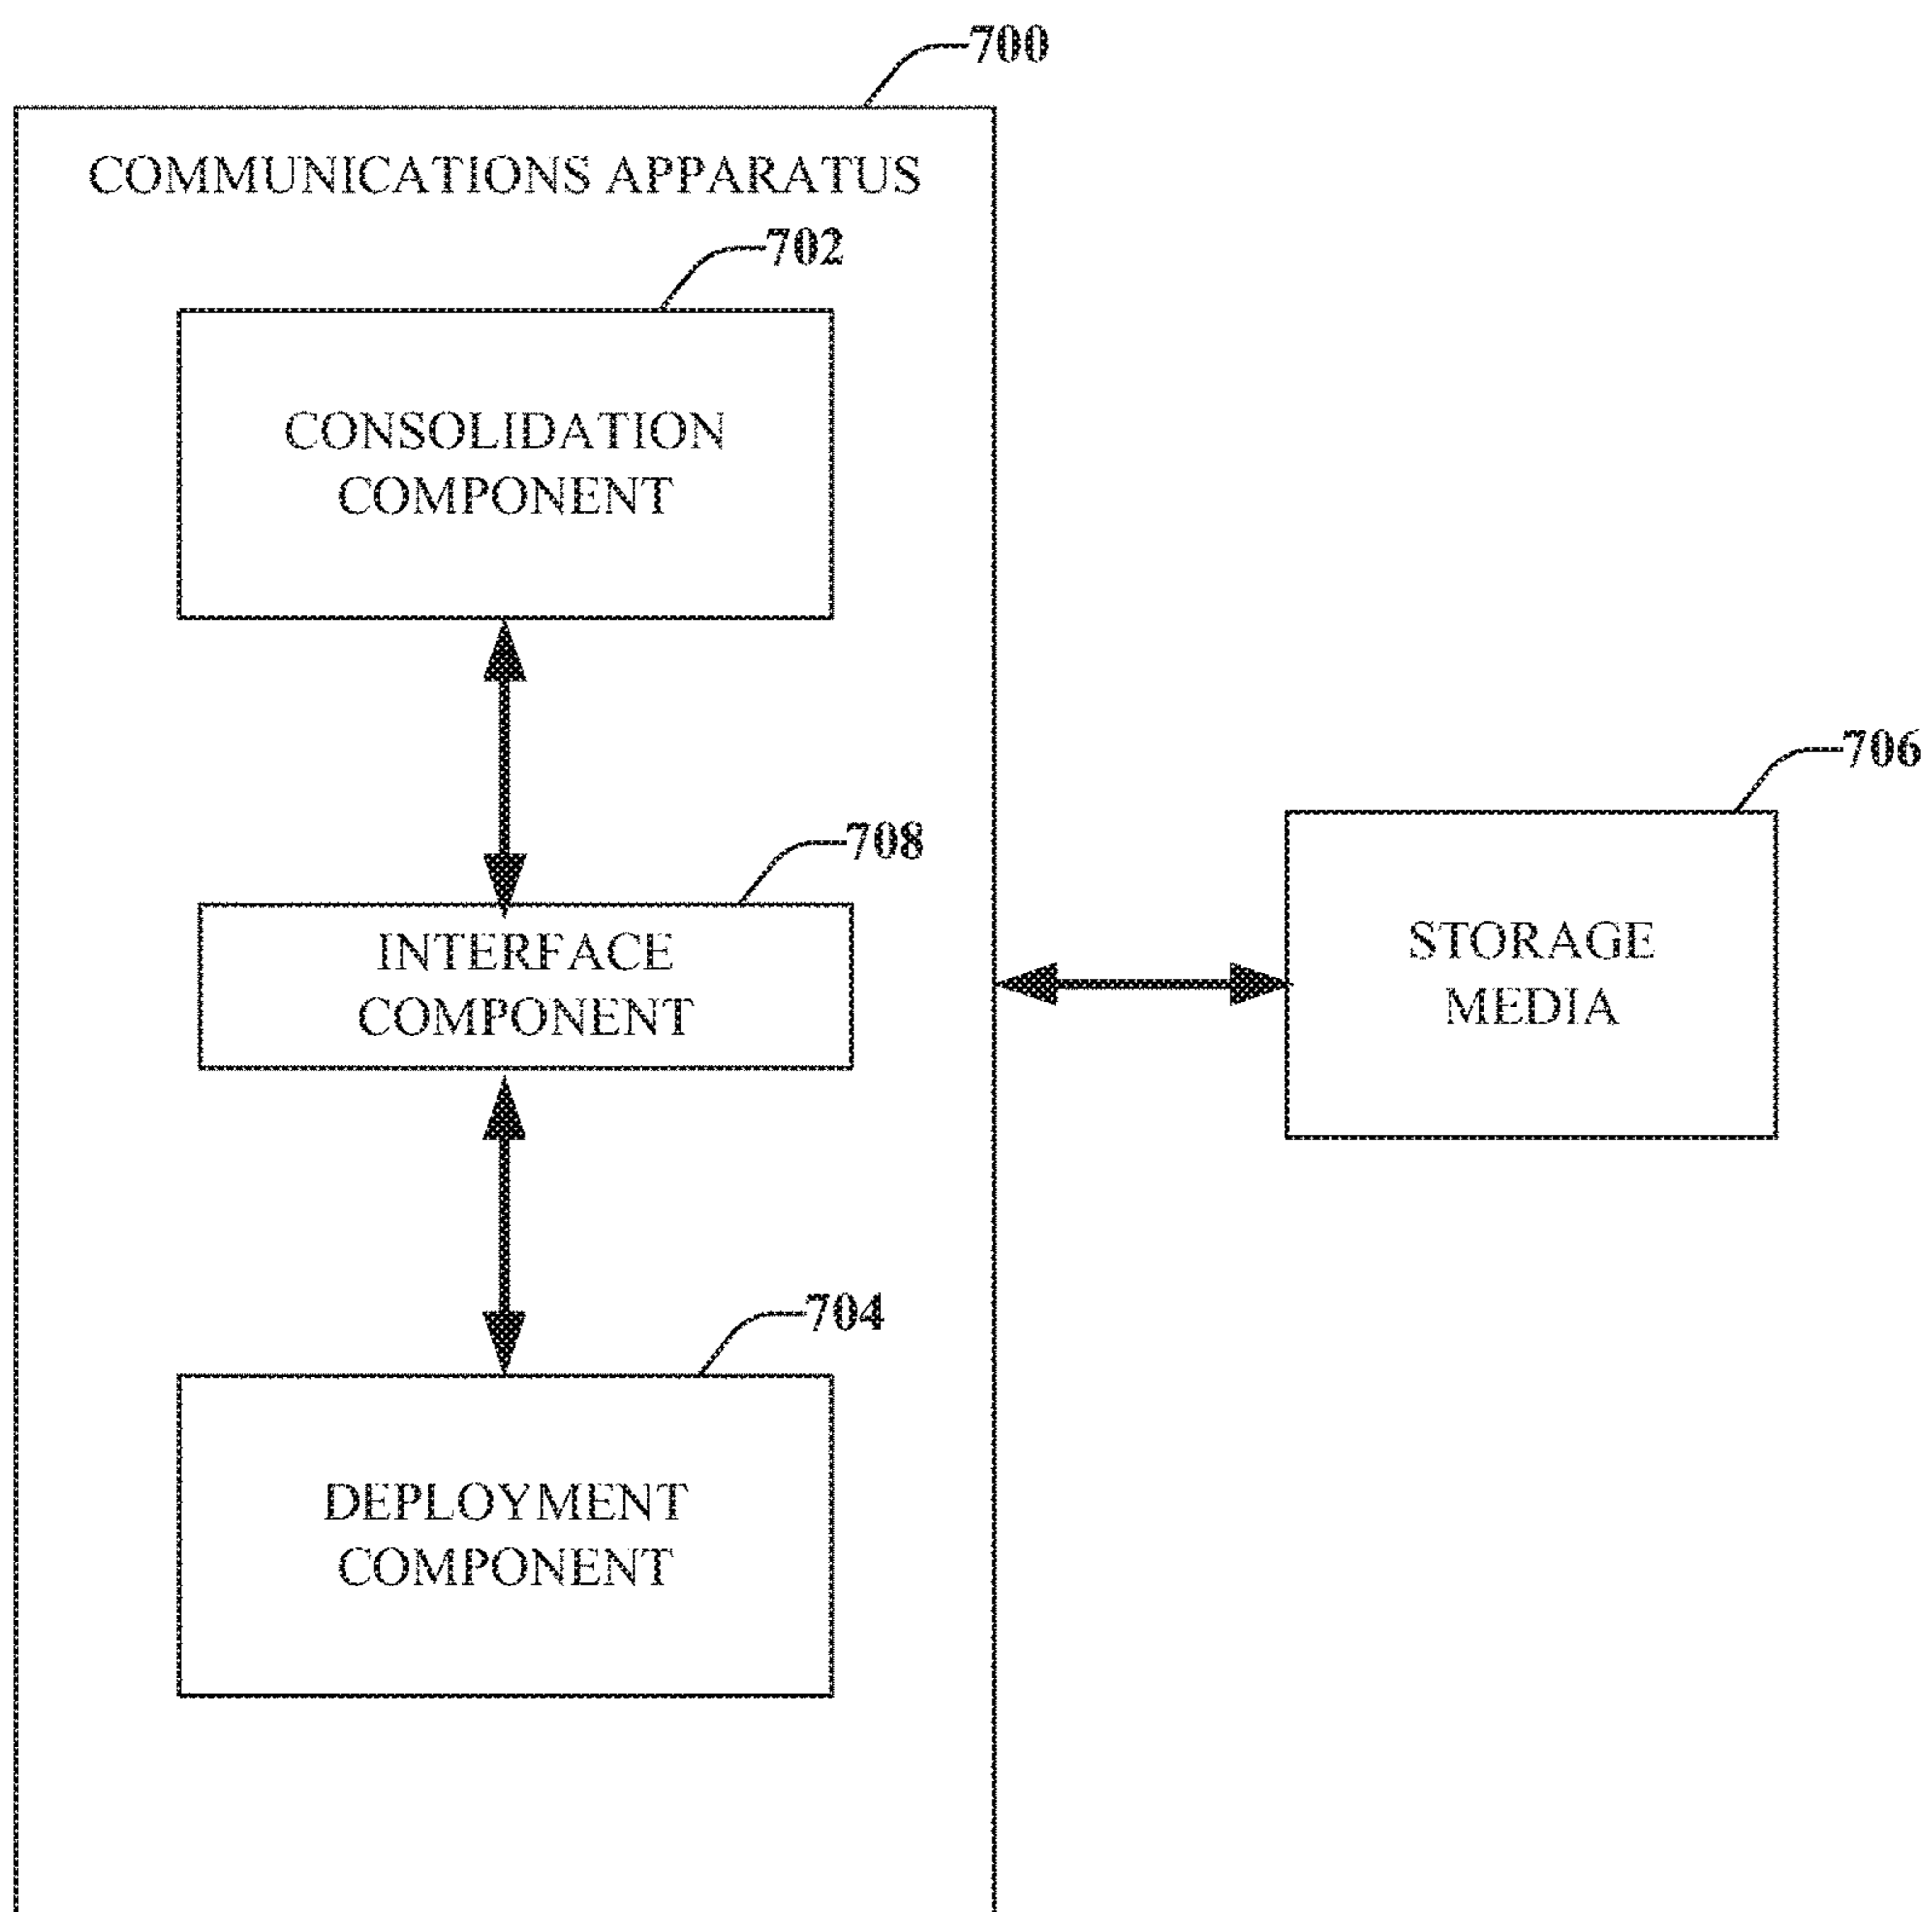 700
COMMUNICATIONS APPARATUS
702
CONSOLIDATION
COMPONENT
708
INTERFACE
COMPONENT
706
STORAGE
MEDIA
704
DEPLOYMENT
COMPONENT